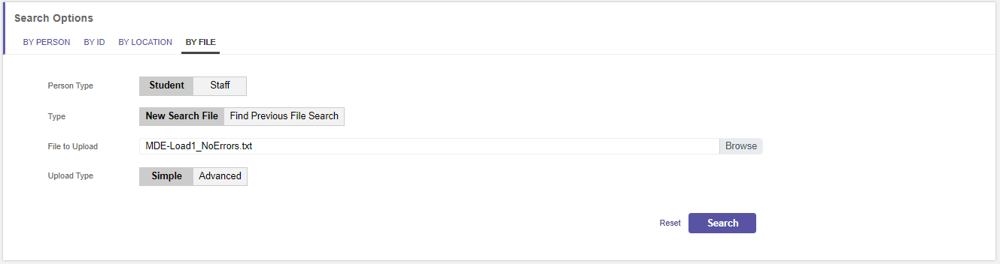 Search Options
BY PERSON BY ID BY LOCATION BY FILE
Person Type Student Staff
Type New Search File Find Previous File Search
File to Upload MDE-Load1_NoErrors.txt Browse
Upload Type Simple Advanced
Reset Search